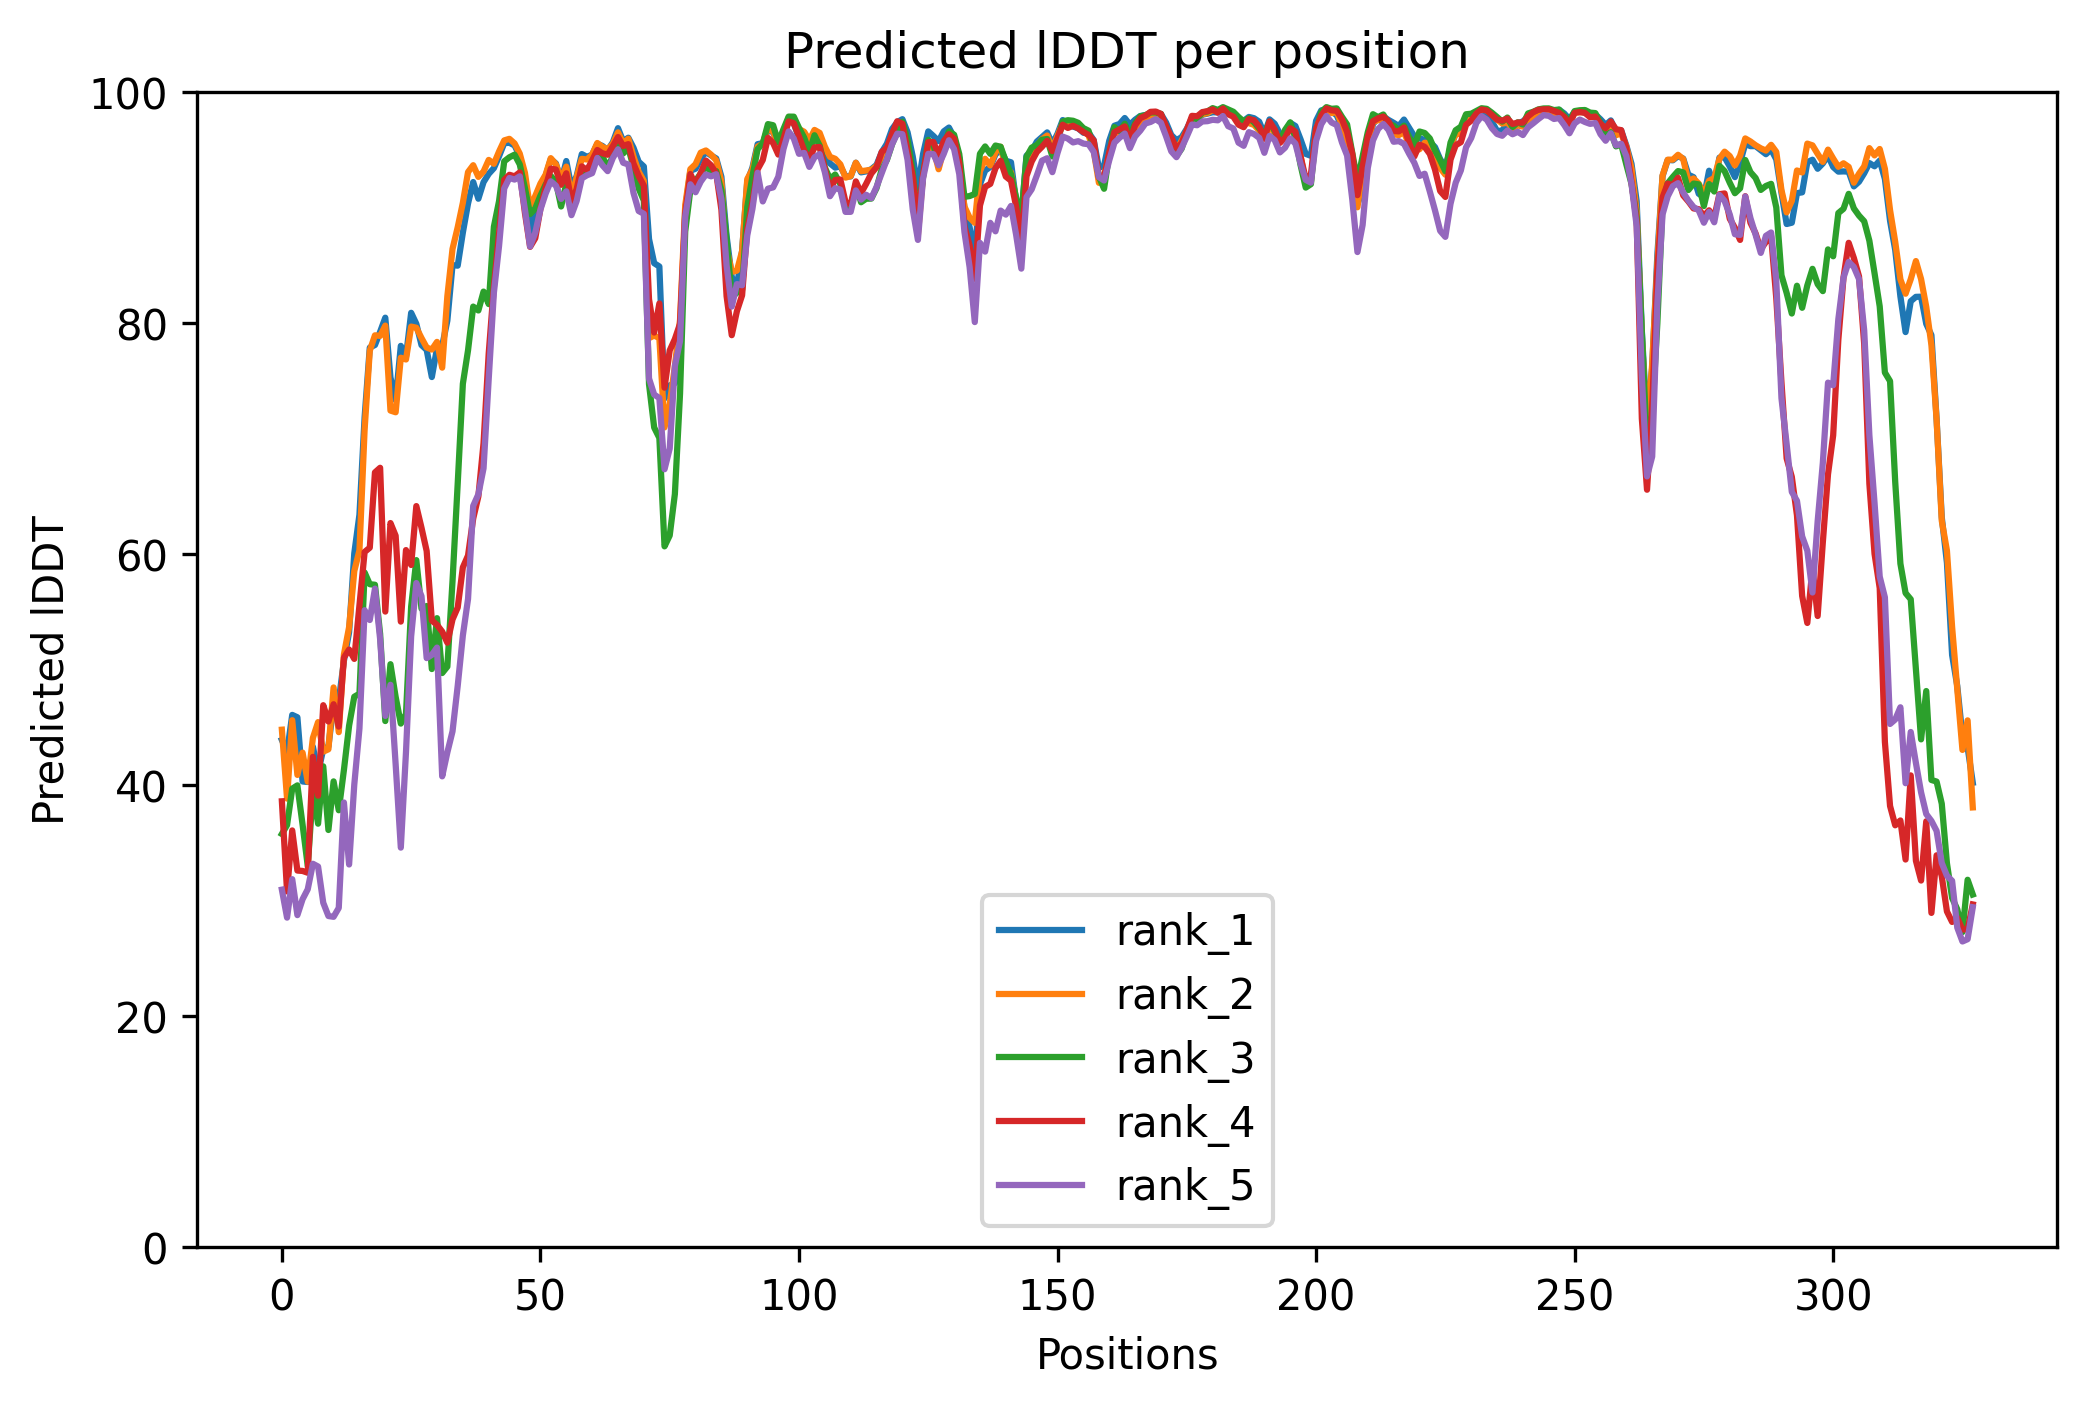 Predicted lDDT per position
100
80
60
40
20
0
Predicted lDDT
0 50 100 150 200 250 300
Positions
rank_1
rank_2
rank_3
rank_4
rank_5